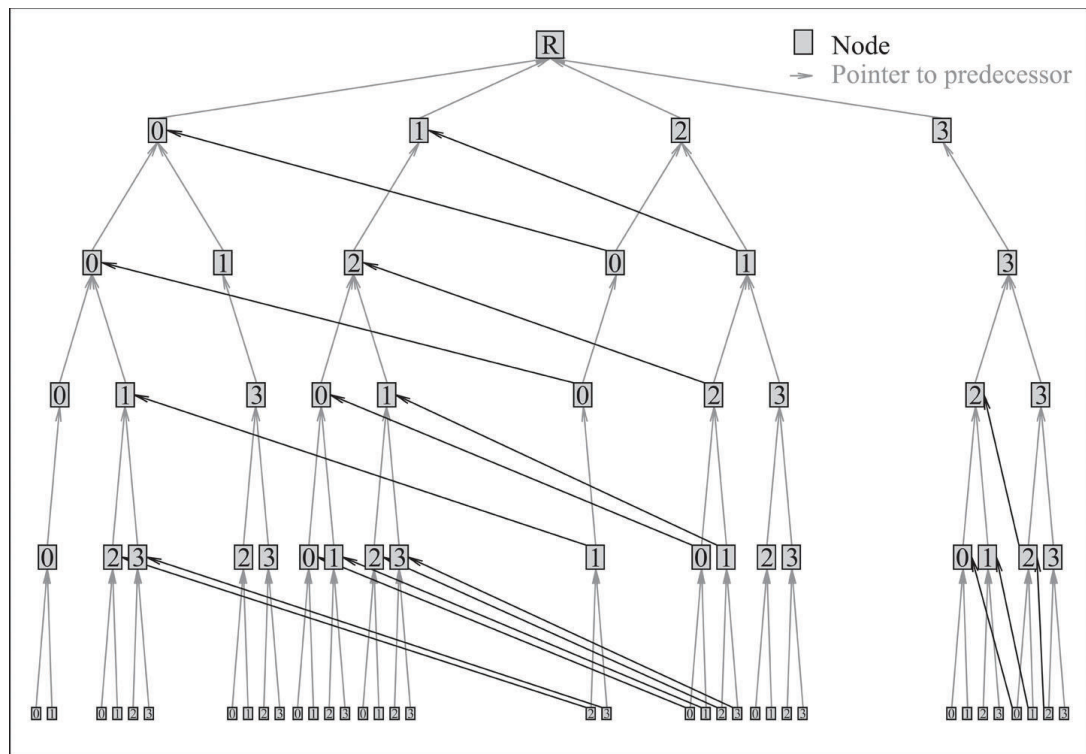 R
Node
Pointer to predecessor
0 1 2 3
0 1 2 0 1 3
0 1 3 0 1 0 2 3 2 3
0 2 3 2 3 0 1 2 3 1 0 1 2 3 0 1 2 3
0 1 0 1 2 3 0 1 2 3 0 1 2 3 0 1 2 3 2 3 0 1 2 3 0 1 2 3 0 1 2 3 0 1 2 3